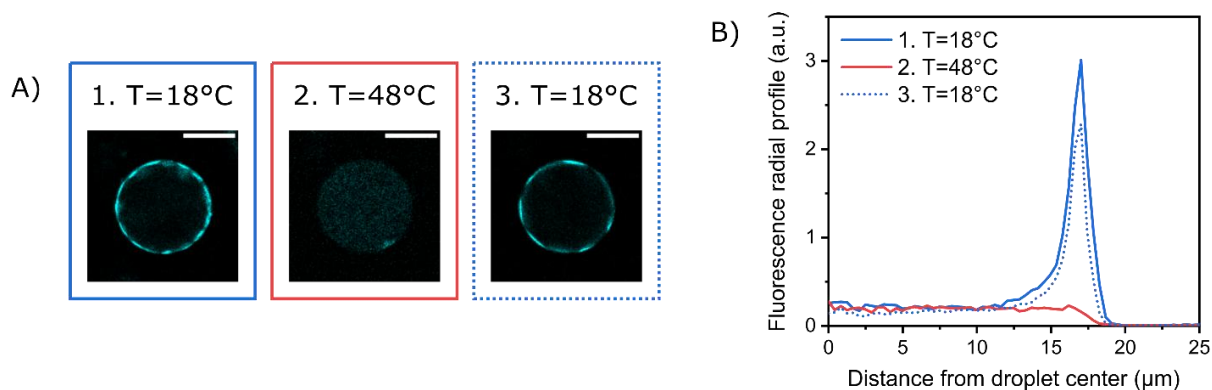 A)
1. T=18°C
2. T=48°C
3. T=18°C
B)
Fluorescence radial profile (a.u.)
3
2
1
0
1. T=18°C
2. T=48°C
3. T=18°C
0 5 10 15 20 25
Distance from droplet center (µm)